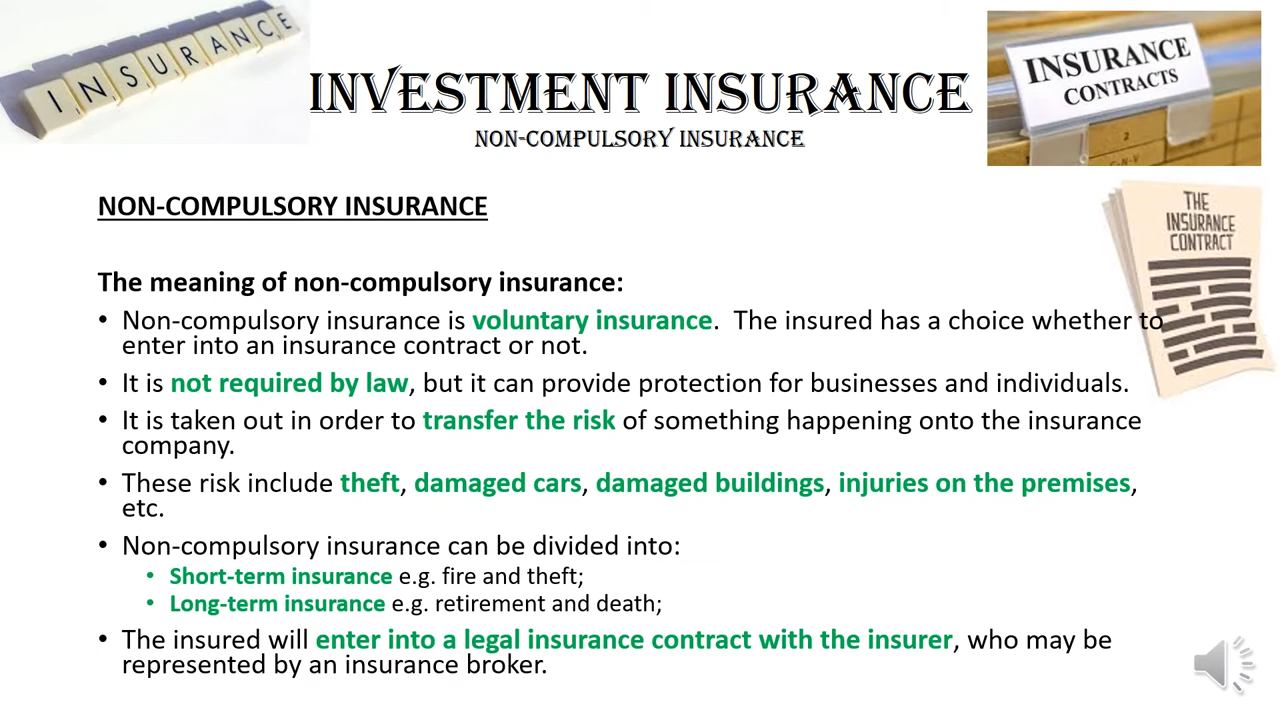 INSURANCE
INSURANCE
CONTRACTS
2
C-N-V
INVESTMENT INSURANCE
NON-COMPULSORY INSURANCE
THE
INSURANCE
CONTRACT
NON-COMPULSORY INSURANCE
The meaning of non-compulsory insurance:
• Non-compulsory insurance is voluntary insurance. The insured has a choice whether to
enter into an insurance contract or not.
• It is not required by law, but it can provide protection for businesses and individuals.
• It is taken out in order to transfer the risk of something happening onto the insurance
company.
• These risk include theft, damaged cars, damaged buildings, injuries on the premises,
etc.
• Non-compulsory insurance can be divided into:
• Short-term insurance e.g. fire and theft;
• Long-term insurance e.g. retirement and death;
• The insured will enter into a legal insurance contract with the insurer, who may be
represented by an insurance broker.